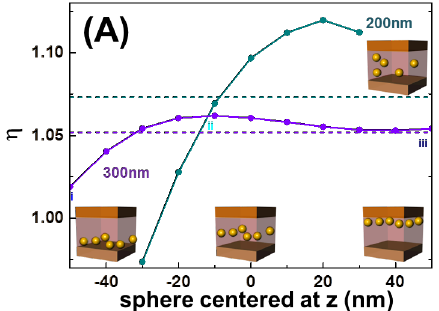 (A)
200nm
1.10
1.05
1.00
η
300nm
i
ii
iii
-40
-20
0
20
40
sphere centered at z (nm)